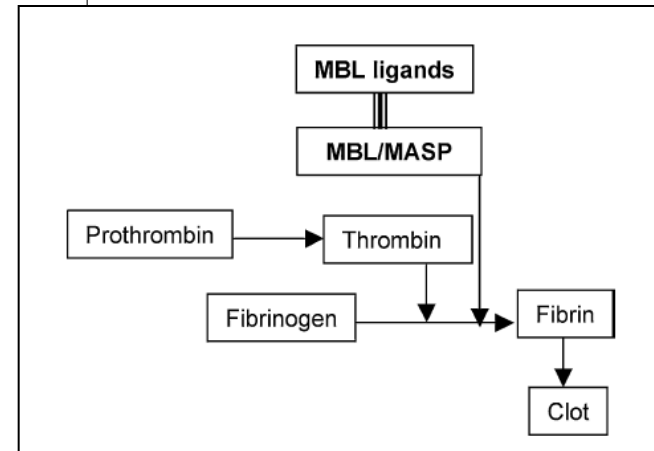 MBL ligands
MBL/MASP
Prothrombin
Thrombin
Fibrinogen
Fibrin
Clot